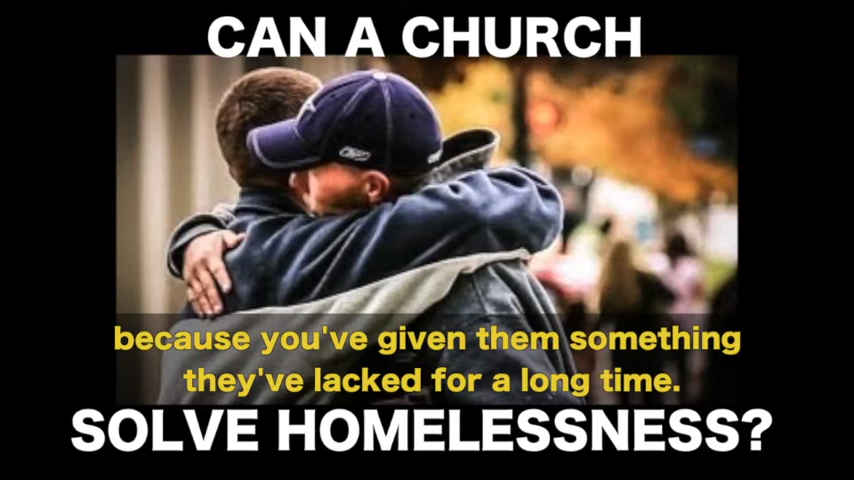 CAN A CHURCH
because you've given them something
they've lacked for a long time.
SOLVE HOMELESSNESS?